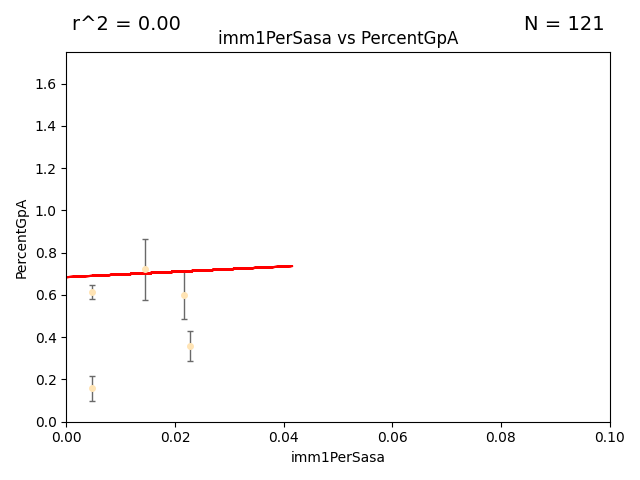 r^2 = 0.00
N = 121
imm1PerSasa vs PercentGpA
1.6
1.4
1.2
1.0
0.8
0.6
0.4
0.2
0.0
PercentGpA
0.00 0.02 0.04 0.06 0.08 0.10
imm1PerSasa